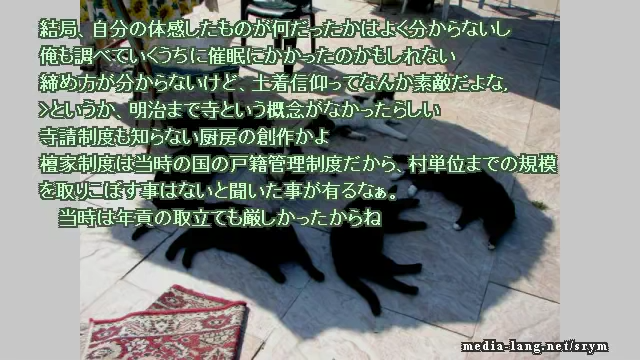 結局、自分の体感したものが何だったかはよく分からないし
俺も調べていくうちに催眠にかかったのかもしれない
締め方が分からないけど、土着信仰ってなんか素敵だよな,
>というか、明治まで寺という概念がなかったらしい
寺請制度も知らない厨房の創作かよ
檀家制度は当時の国の戸籍管理制度だから、村単位までの規模
を取りこぼす事はないと聞いた事が有るなぁ。
当時は年貢の取立ても厳しかったからね
media-lang.net/srym